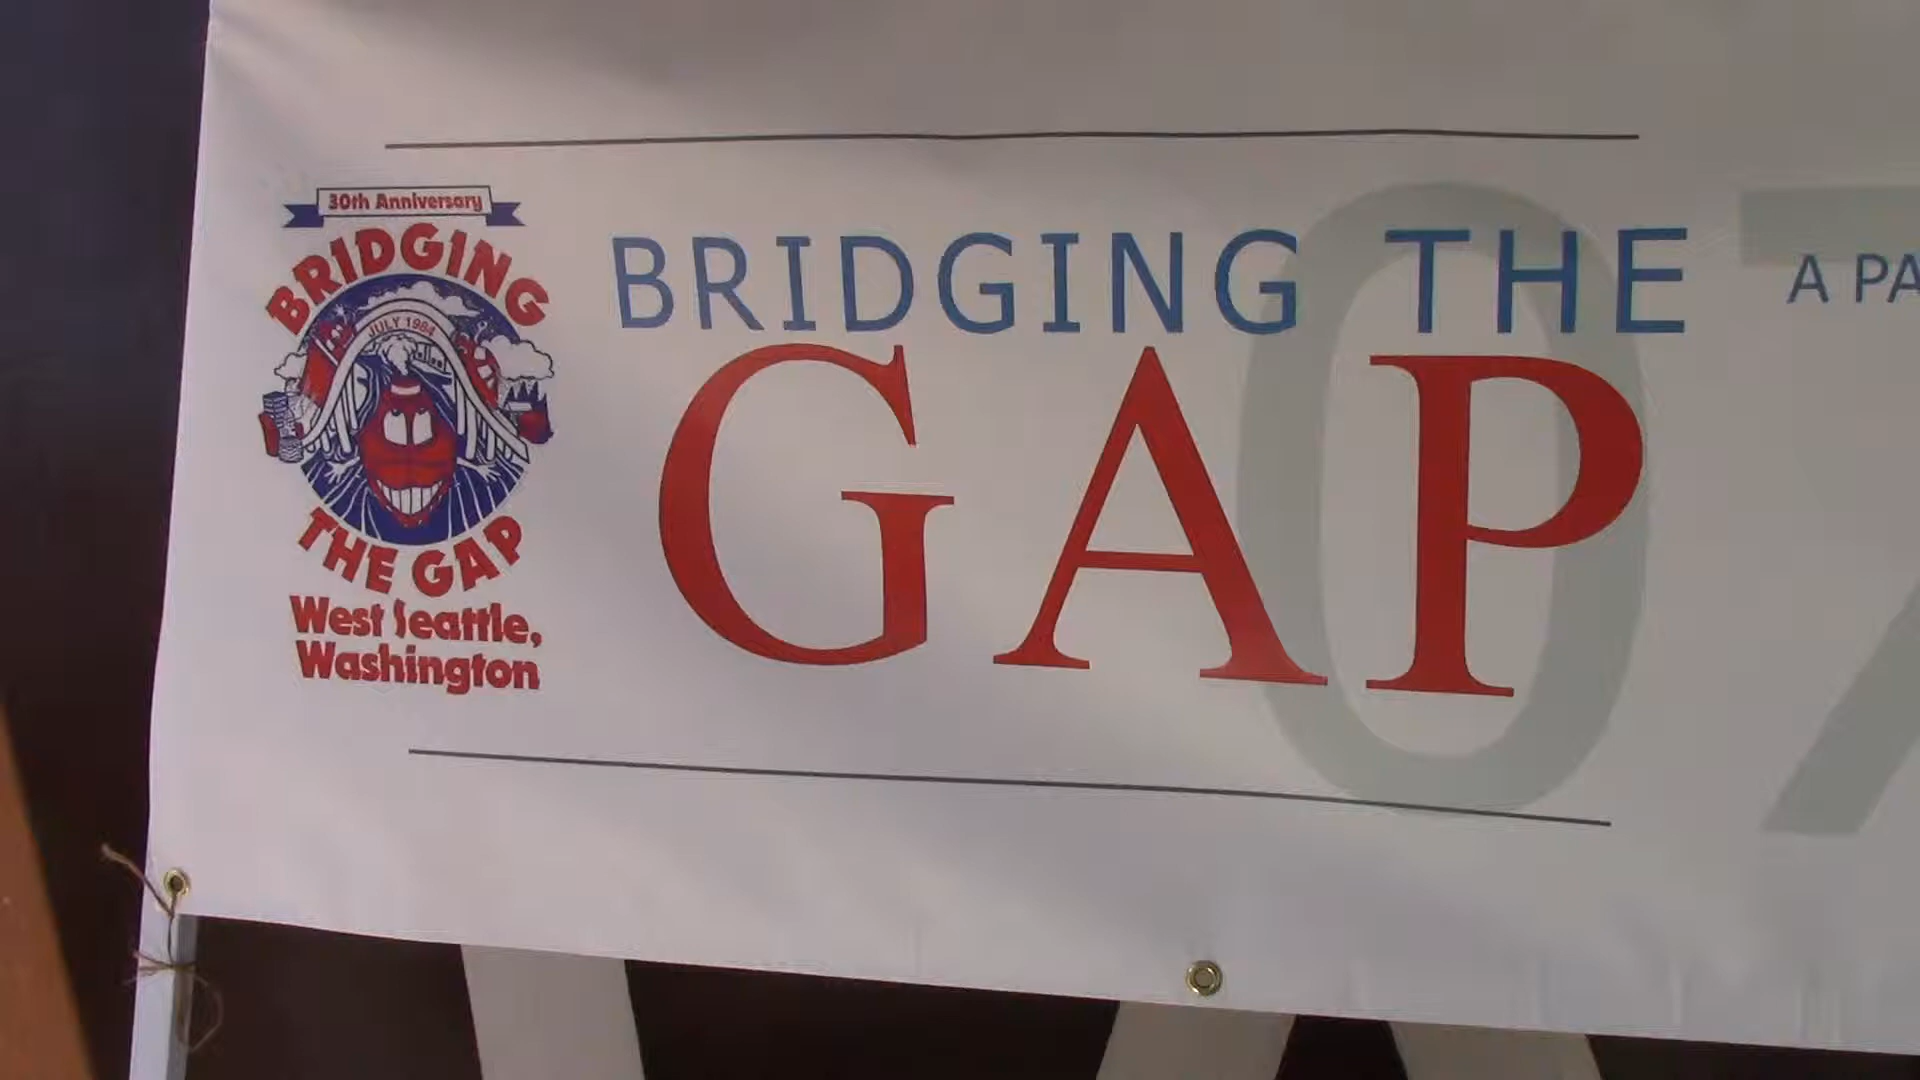 30th Anniversary
BRIDGING
JULY 1984
THE GAP
West Seattle,
Washington
BRIDGING THE
GAP
07
A PA